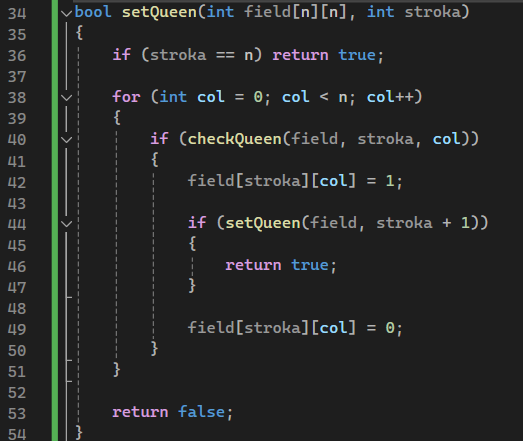 34 bool setQueen(int field[n][n], int stroka)
35 {
36     if (stroka == n) return true;
37
38     for (int col = 0; col < n; col++)
39     {
40         if (checkQueen(field, stroka, col))
41         {
42             field[stroka][col] = 1;
43
44             if (setQueen(field, stroka + 1))
45             {
46                 return true;
47             }
48
49             field[stroka][col] = 0;
50         }
51     }
52
53     return false;
54 }